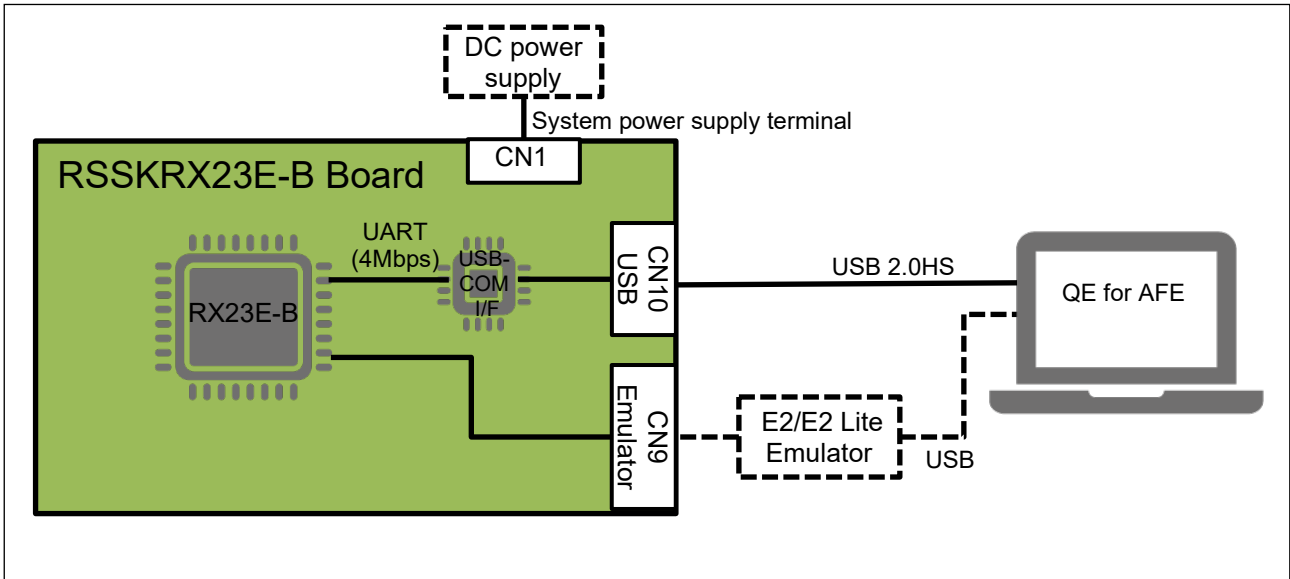 DC power
supply
System power supply terminal
CN1
RSSKRX23E-B Board
UART
(4Mbps)
USB-
COM
I/F
RX23E-B
CN10
USB
USB 2.0HS
QE for AFE
CN9
Emulator
E2/E2 Lite
Emulator
USB